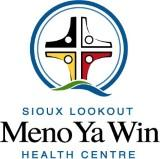 SIOUX LOOKOUT
Meno Ya Win
HEALTH CENTRE